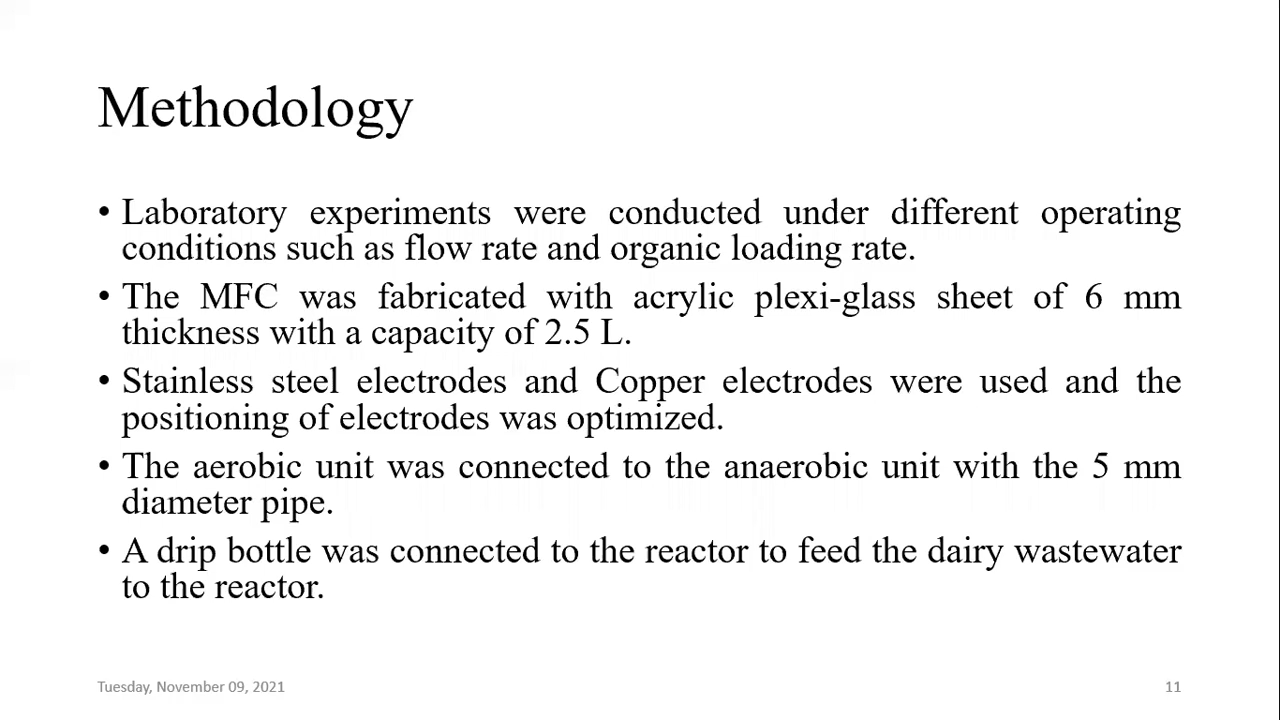 Methodology
• Laboratory experiments were conducted under different operating
conditions such as flow rate and organic loading rate.
• The MFC was fabricated with acrylic plexi-glass sheet of 6 mm
thickness with a capacity of 2.5 L.
• Stainless steel electrodes and Copper electrodes were used and the
positioning of electrodes was optimized.
• The aerobic unit was connected to the anaerobic unit with the 5 mm
diameter pipe.
• A drip bottle was connected to the reactor to feed the dairy wastewater
to the reactor.
Tuesday, November 09, 2021
11